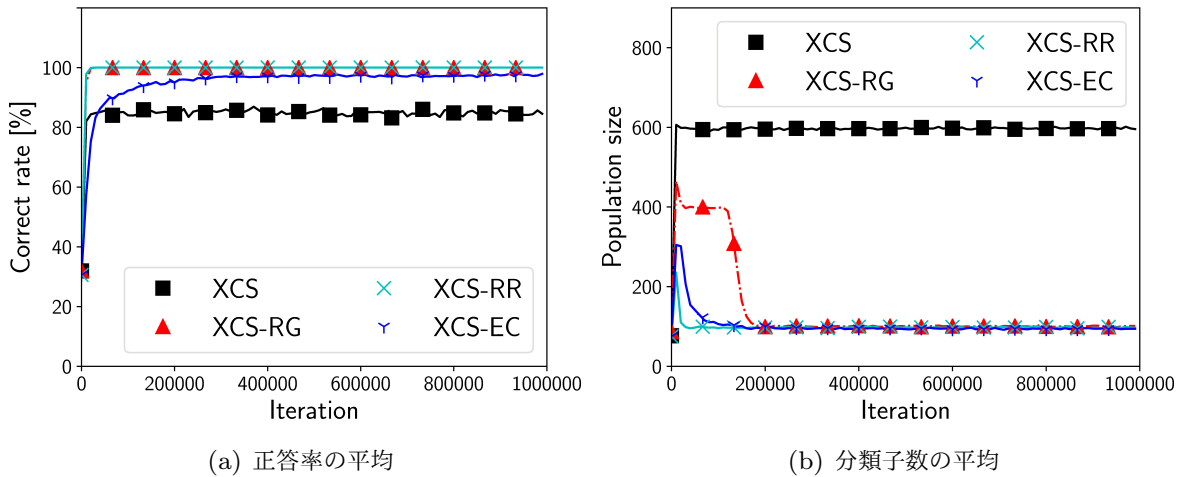 Correct rate [%]
100
80
60
40
20
0
0 200000 400000 600000 800000 1000000
Iteration
XCS XCS-RR
XCS-RG XCS-EC
(a) 正答率の平均
Population size
800
600
400
200
0
0 200000 400000 600000 800000 1000000
Iteration
XCS XCS-RR
XCS-RG XCS-EC
(b) 分類子数の平均